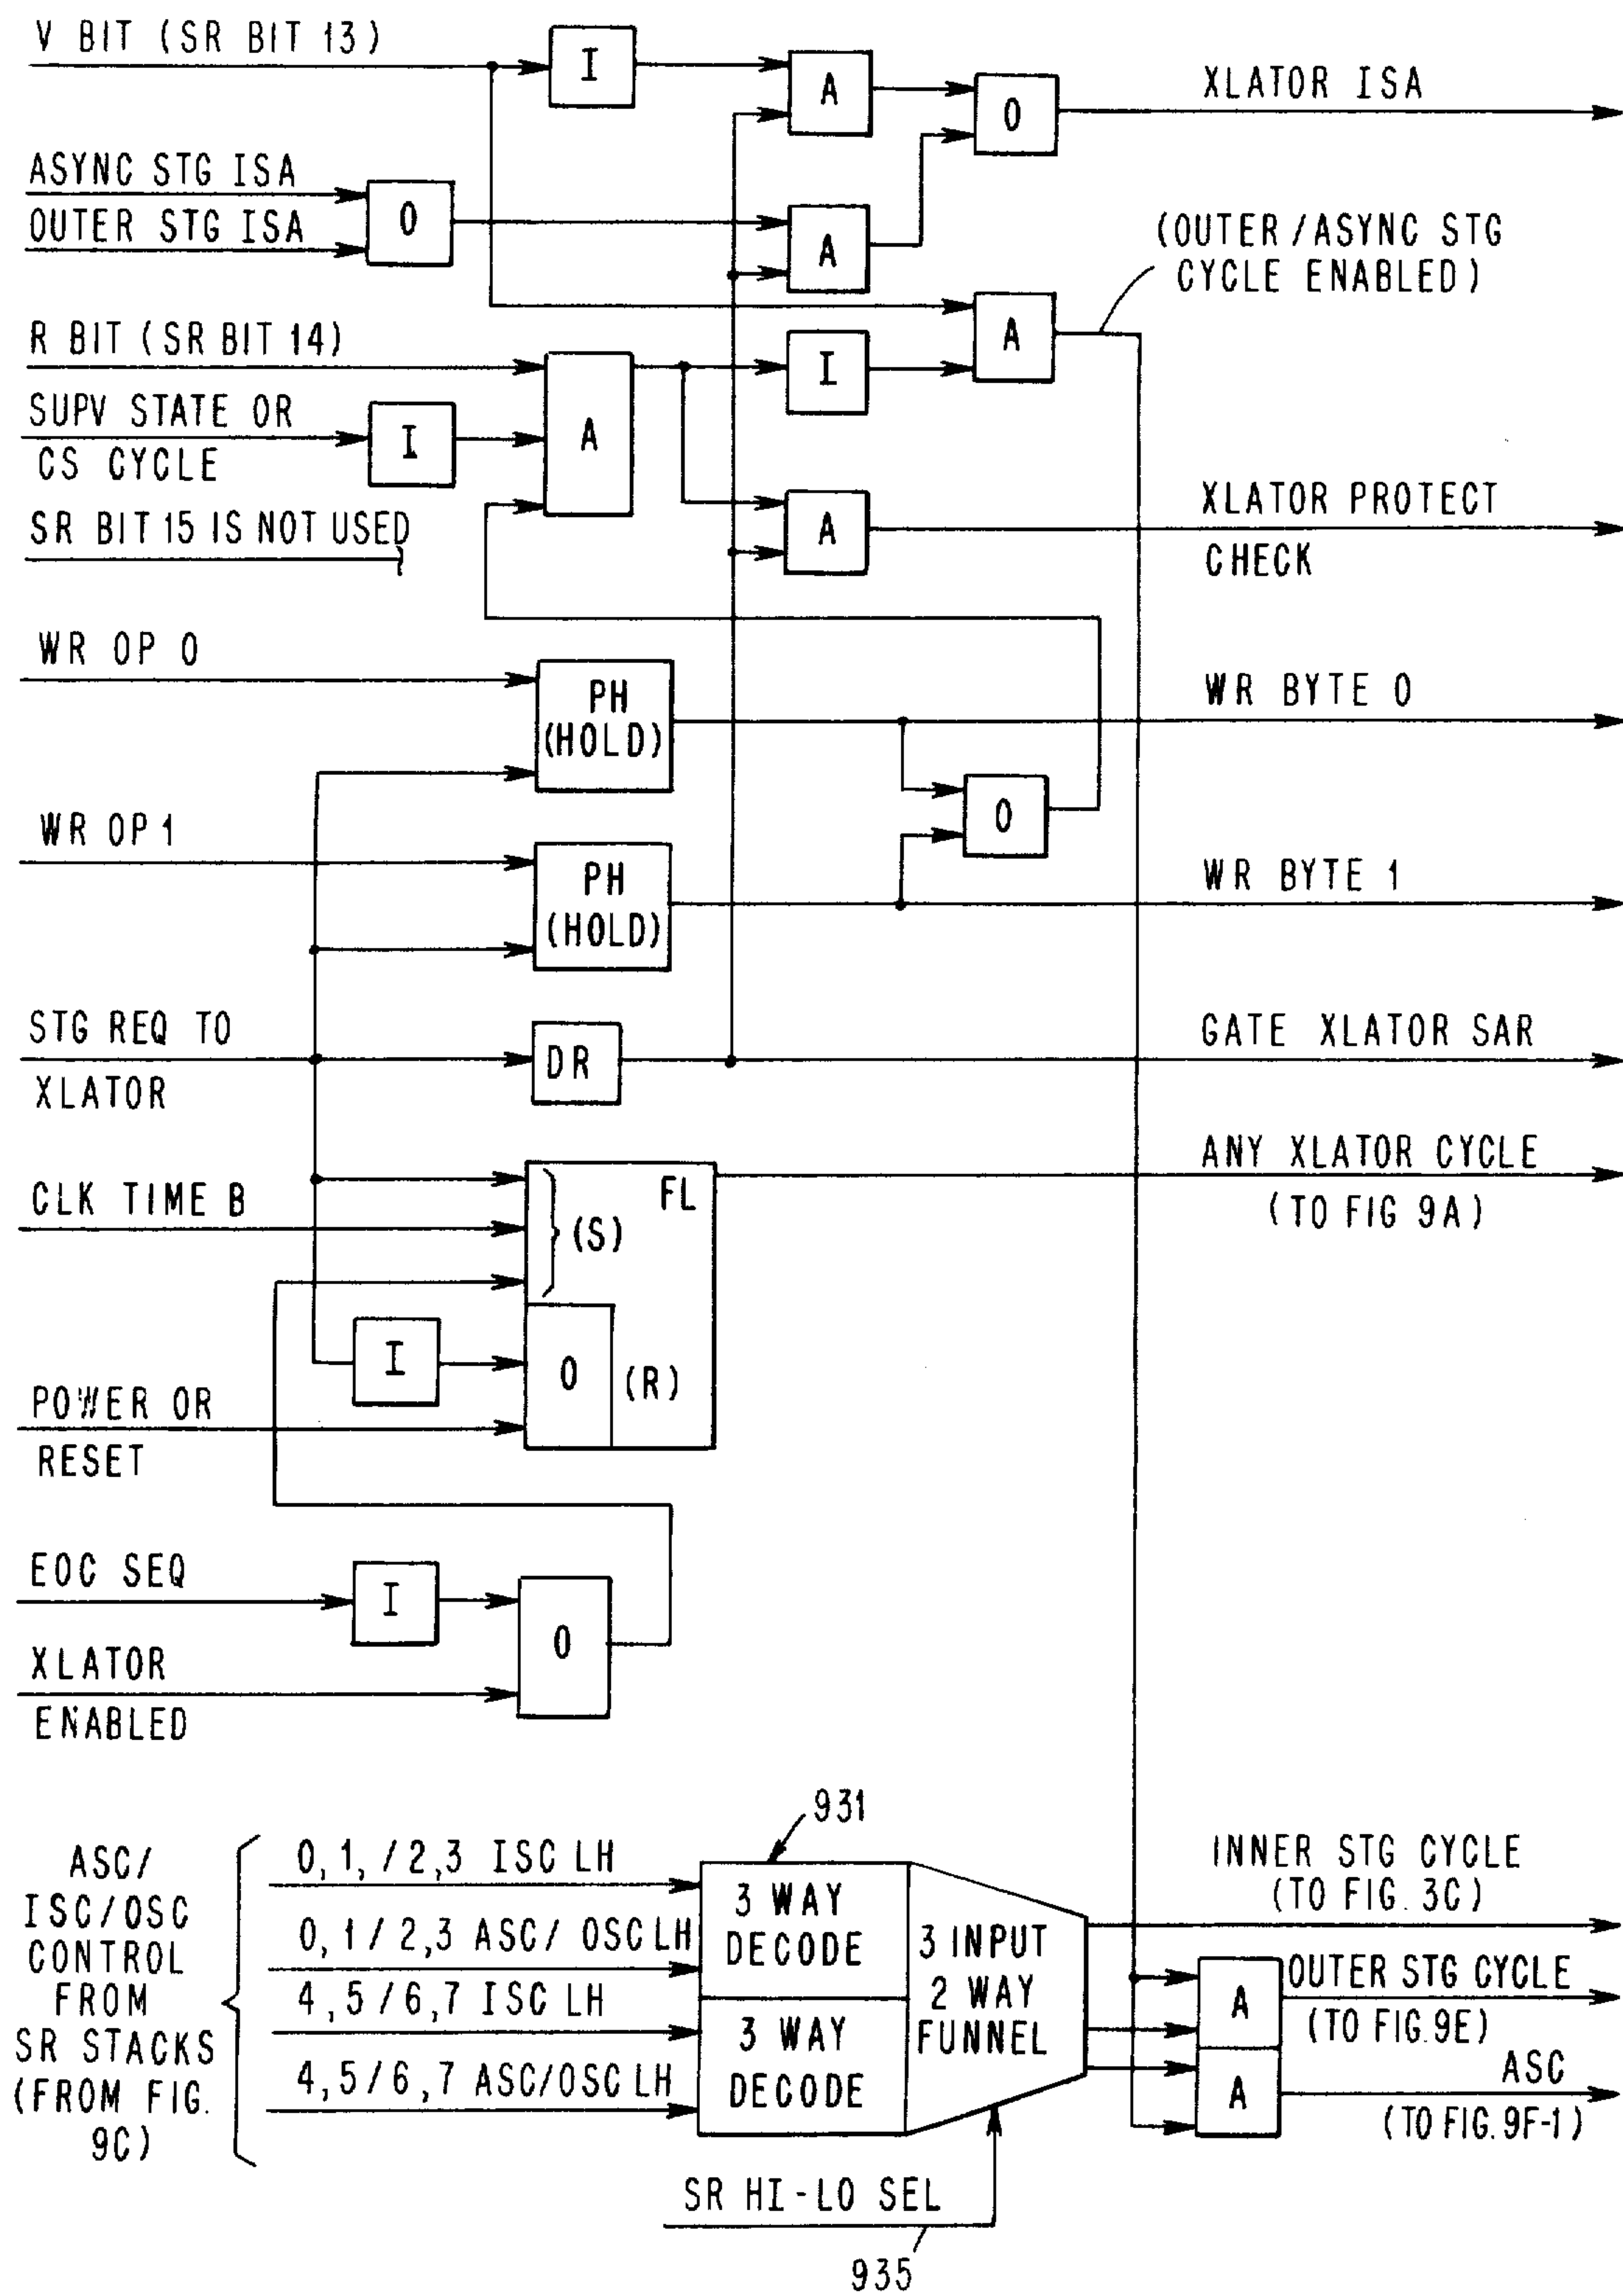 V BIT (SR BIT 13)
I
A
O
XLATOR ISA
ASYNC STG ISA
OUTER STG ISA
O
A
(OUTER/ASYNC STG
CYCLE ENABLED)
A
R BIT (SR BIT 14)
I
SUPV STATE OR
CS CYCLE
I
A
SR BIT 15 IS NOT USED
A
XLATOR PROTECT
CHECK
WR OP 0
PH
(HOLD)
WR BYTE 0
O
WR OP1
PH
(HOLD)
WR BYTE 1
STG REQ TO
XLATOR
DR
GATE XLATOR SAR
ANY XLATOR CYCLE
(TO FIG 9A)
CLK TIME B
(S)
FL
I
O
(R)
POWER OR
RESET
EOC SEQ
I
O
XLATOR
ENABLED
931
ASC/
ISC/OSC
CONTROL
FROM
SR STACKS
(FROM FIG.
9C)
0,1,/2,3 ISC LH
0,1/2,3 ASC/OSC LH
4,5/6,7 ISC LH
4,5/6,7 ASC/OSC LH
3 WAY
DECODE
3 WAY
DECODE
3 INPUT
2 WAY
FUNNEL
INNER STG CYCLE
(TO FIG. 3C)
A
OUTER STG CYCLE
(TO FIG. 9E)
A
ASC
(TO FIG. 9F-1)
SR HI-LO SEL
935